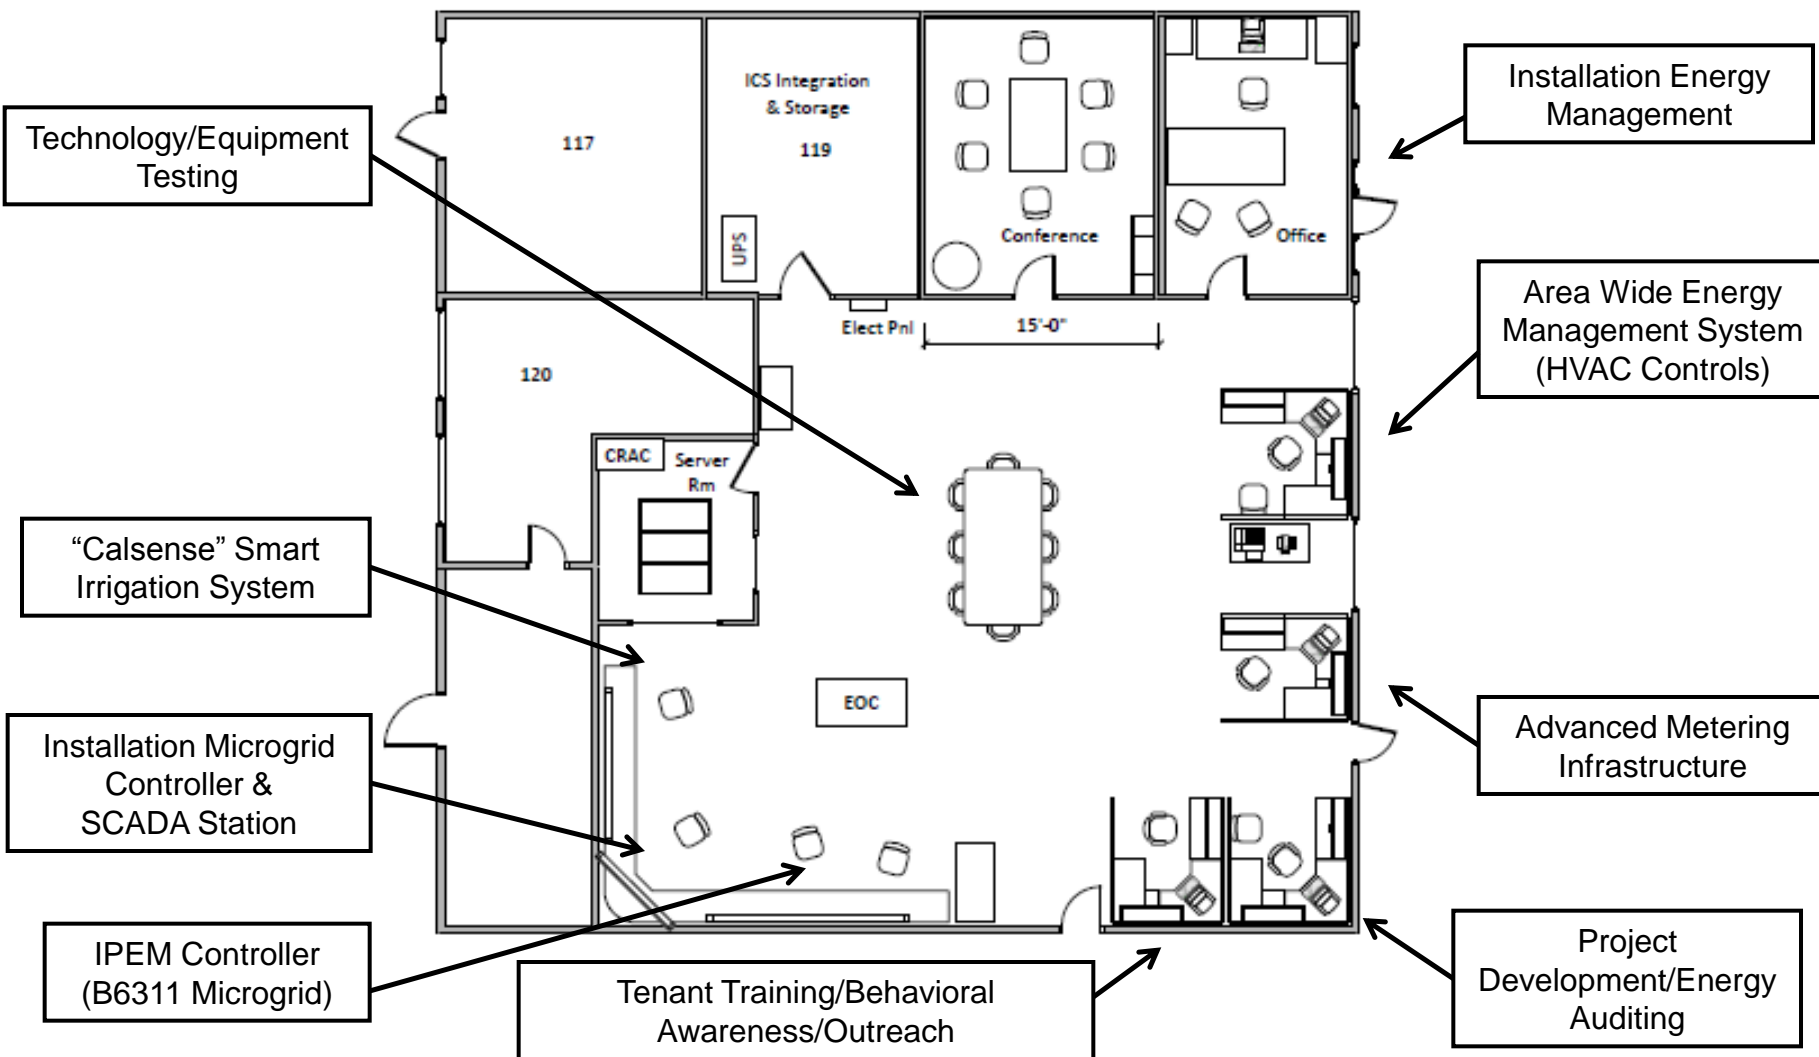 Technology/Equipment
Testing
“Calsense” Smart
Irrigation System
Installation Microgrid
Controller &
SCADA Station
IPEM Controller
(B6311 Microgrid)
117
ICS Integration
& Storage
119
UPS
Elect Pnl
Conference
15'-0"
Office
120
CRAC
Server
Rm
EOC
Installation Energy
Management
Area Wide Energy
Management System
(HVAC Controls)
Advanced Metering
Infrastructure
Project
Development/Energy
Auditing
Tenant Training/Behavioral
Awareness/Outreach